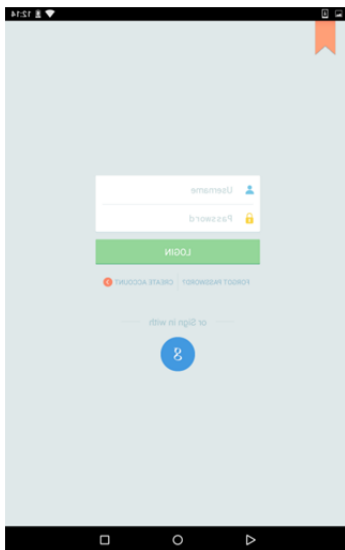 12:14
Username
Password
LOGIN
FORGOT PASSWORD? CREATE ACCOUNT ?
or Sign in with
g